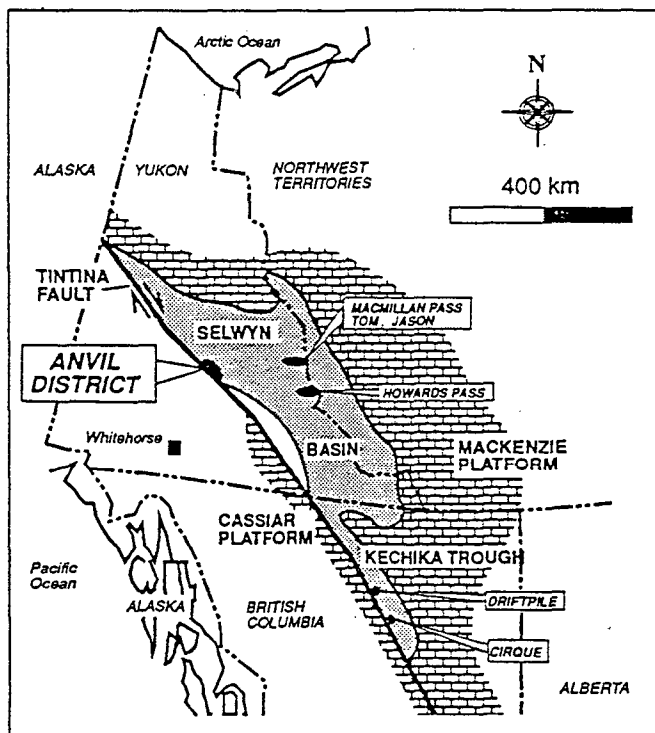 Arctic Ocean
N
ALASKA
YUKON
NORTHWEST
TERRITORIES
400 km
TINTINA
FAULT
SELWYN
MACMILLAN PASS
TOM, JASON
ANVIL
DISTRICT
HOWARDS PASS
Whitehorse
BASIN
MACKENZIE
PLATFORM
CASSIAR
PLATFORM
KECHIKA TROUGH
Pacific
Ocean
ALASKA
BRITISH
COLUMBIA
DRIFTPILE
CIRQUE
ALBERTA